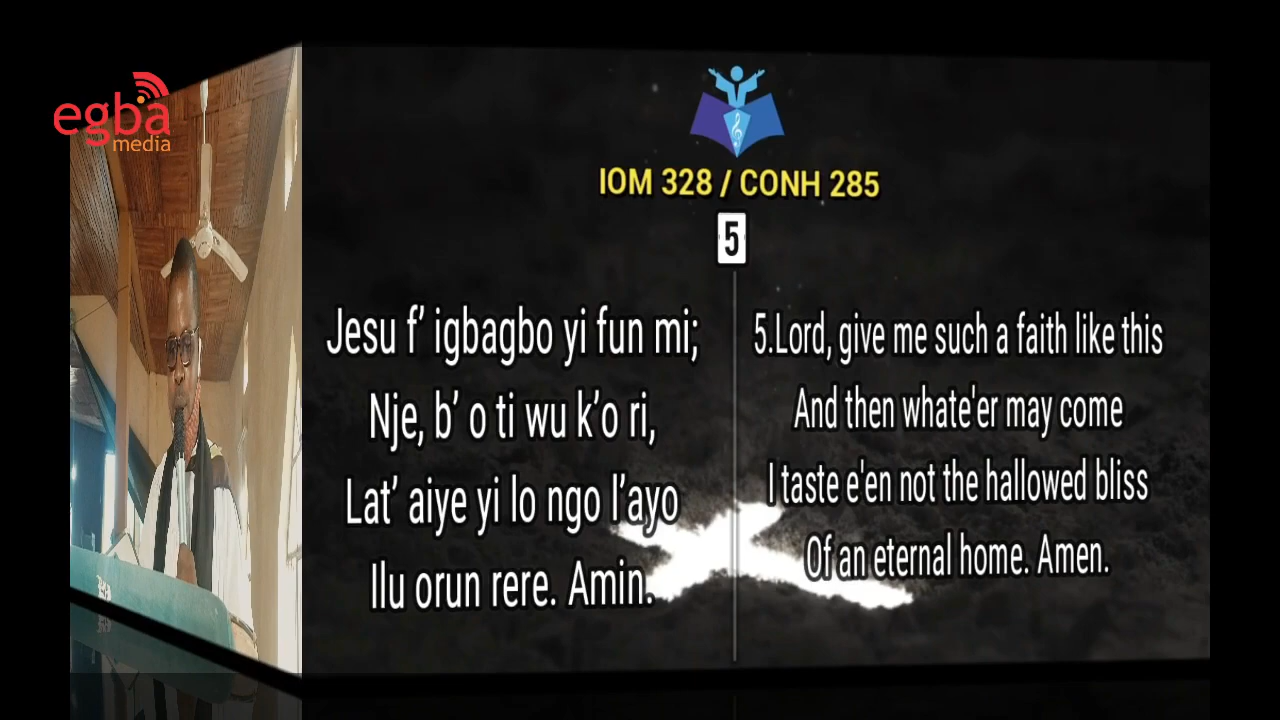 egba
media
IOM 328 / CONH 285
5
Jesu f’ igbagbo yi fun mi;
Nje, b’ o ti wu k’o ri,
Lat’ aiye yi lo ngo l’ayo
Ilu orun rere. Amin.
5.Lord, give me such a faith like this
And then whate'er may come
I taste e'en not the hallowed bliss
Of an eternal home. Amen.